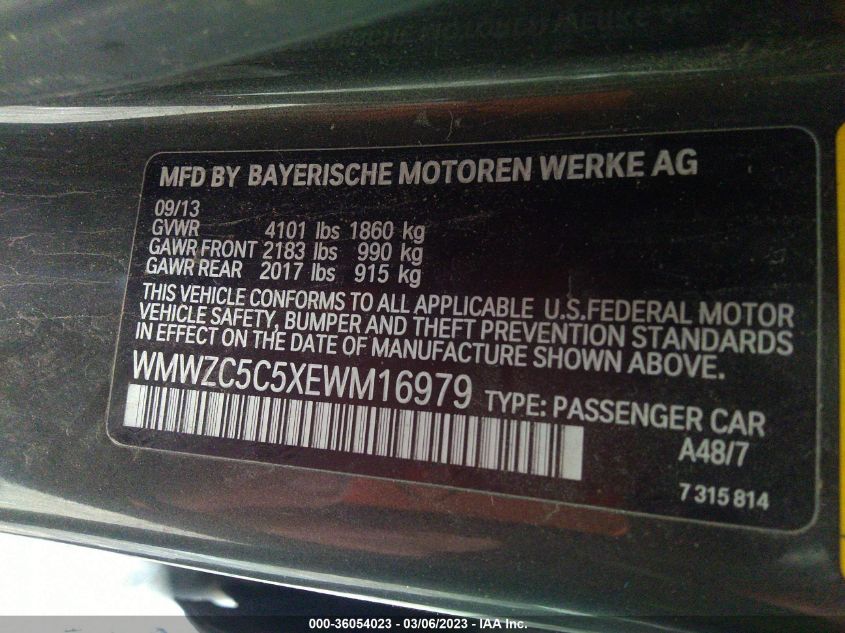 MFD BY BAYERISCHE MOTOREN WERKE AG
09/13
GVWR 4101 lbs 1860 kg
GAWR FRONT 2183 lbs 990 kg
GAWR REAR 2017 lbs 915 kg
THIS VEHICLE CONFORMS TO ALL APPLICABLE U.S.FEDERAL MOTOR
VEHICLE SAFETY, BUMPER AND THEFT PREVENTION STANDARDS
IN EFFECT ON THE DATE OF MANUFACTURE SHOWN ABOVE.
WMWZC5C5XEWM16979 TYPE: PASSENGER CAR
A48/7
7 315 814
000-36054023 — 03/06/2023 — IAA Inc.